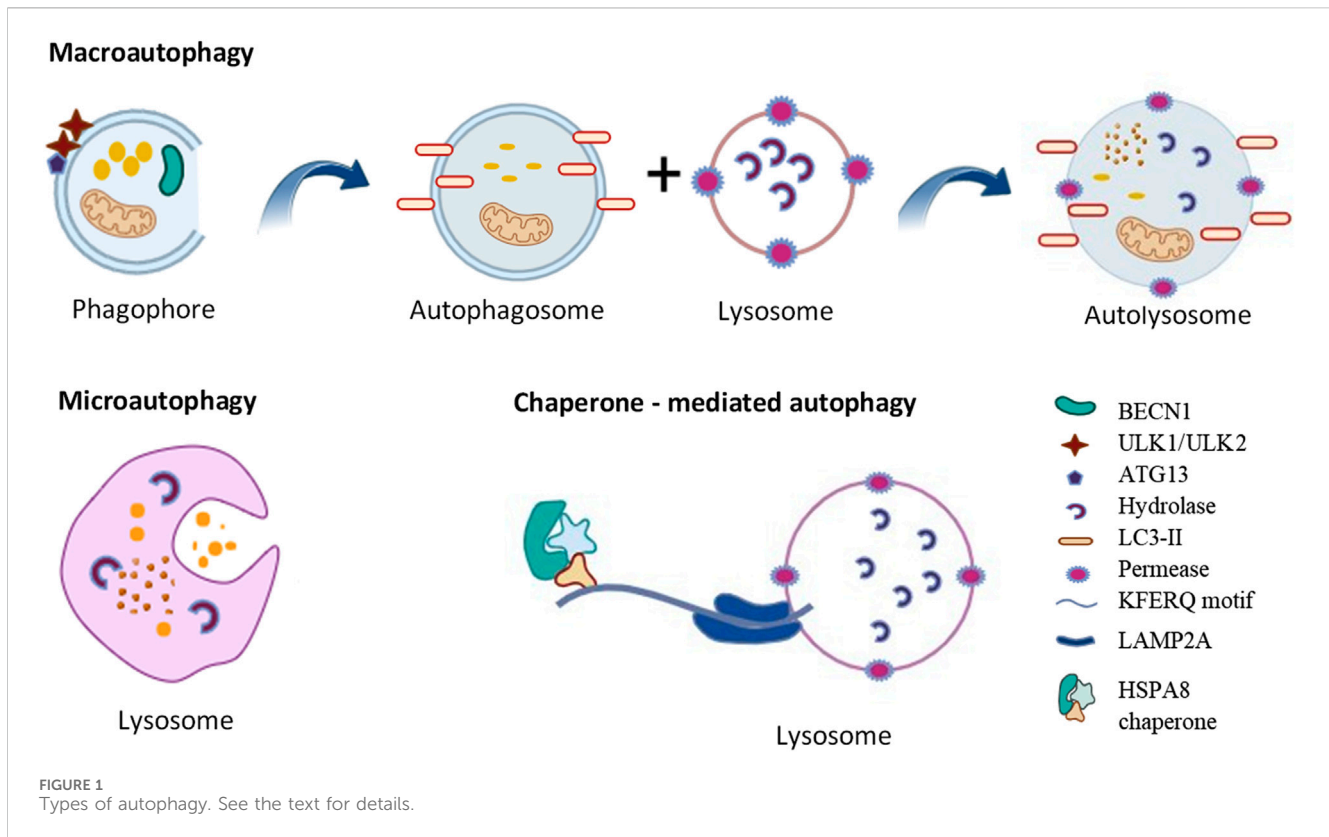 Macroautophagy
Phagophore
Autophagosome
+
Lysosome
Autolysosome
Microautophagy
Lysosome
Chaperone - mediated autophagy
Lysosome
BECN1
ULK1/ULK2
ATG13
Hydrolase
LC3-II
Permease
KFERQ motif
LAMP2A
HSPA8
chaperone
FIGURE 1
Types of autophagy. See the text for details.